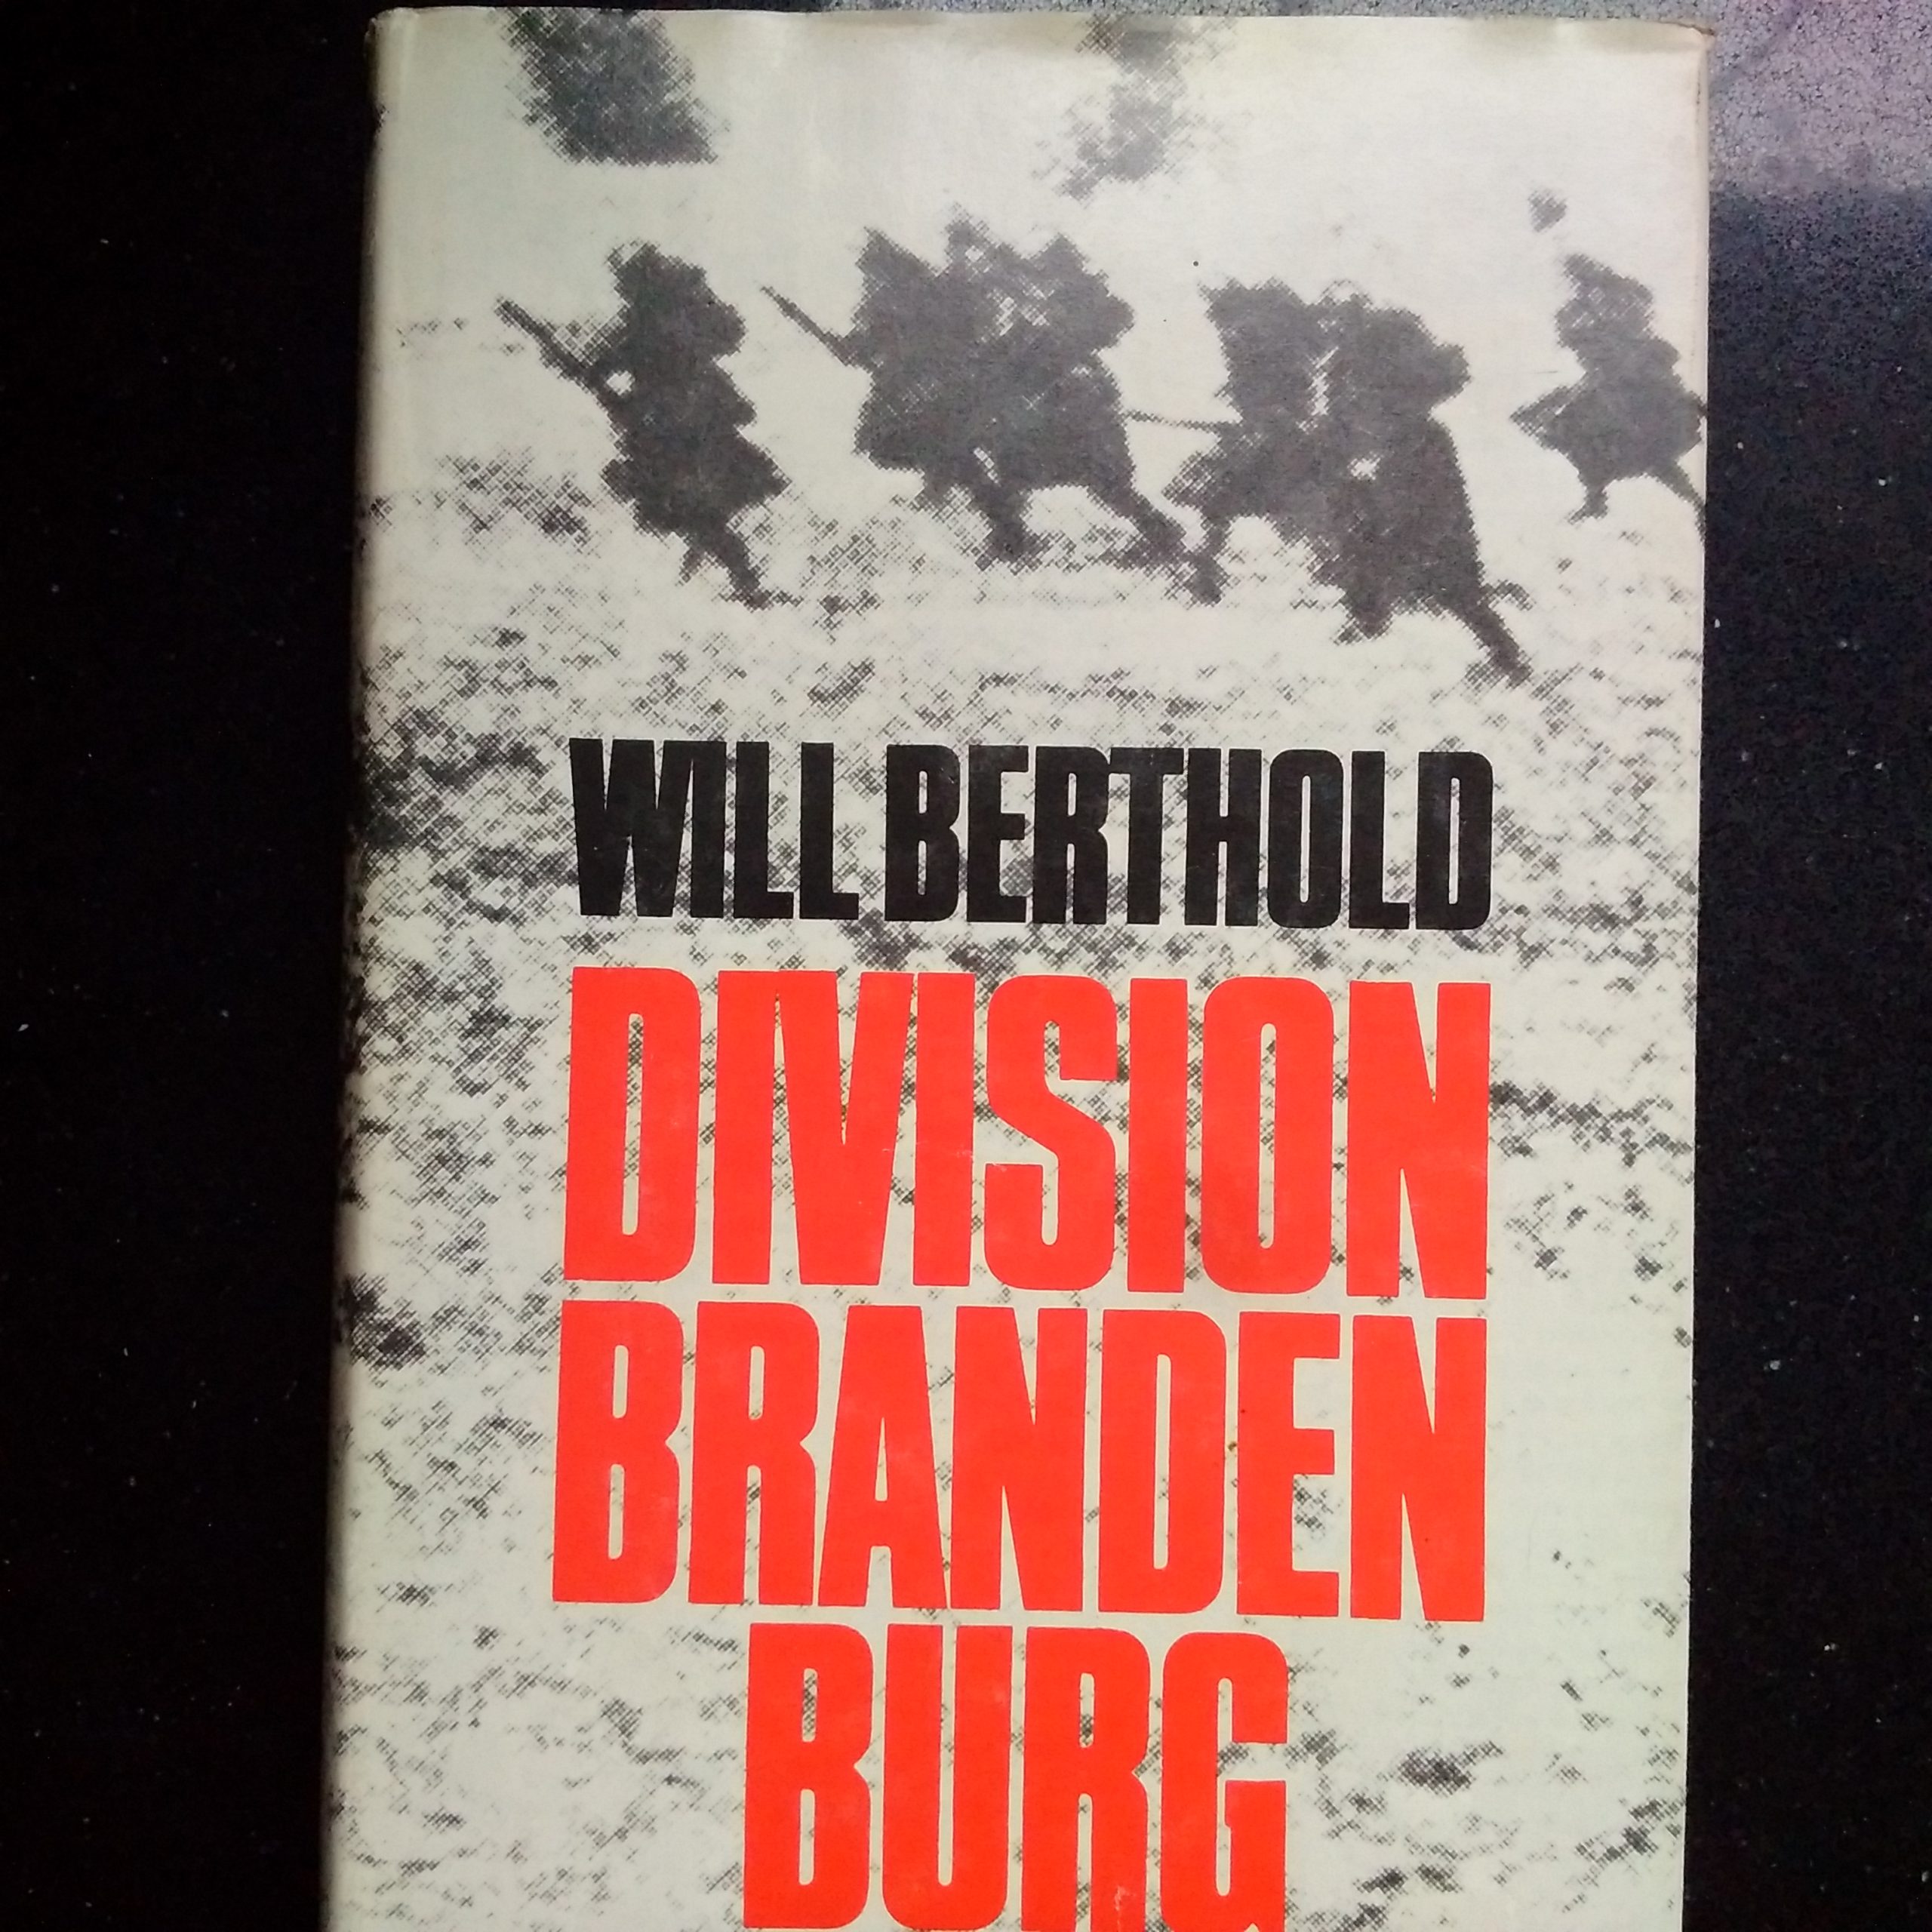 WILL BERTHOLD
DIVISION
BRANDEN
BURG